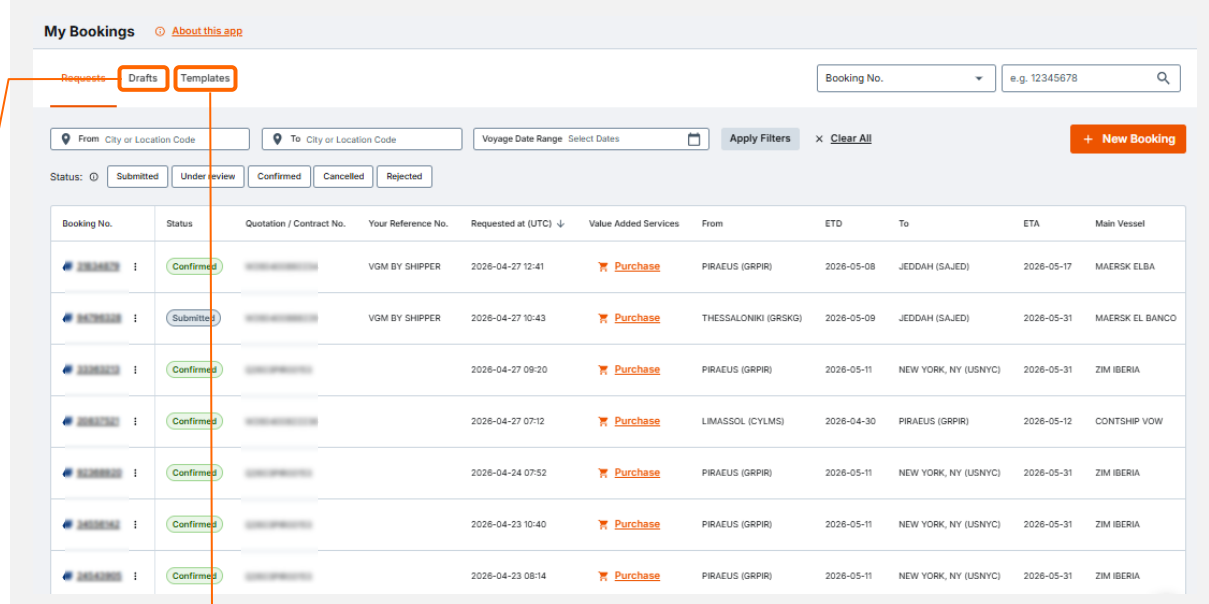 My Bookings About this app
Requests Drafts Templates Booking No. e.g. 12345678
From City or Location Code To City or Location Code Voyage Date Range Select Dates Apply Filters × Clear All + New Booking
Status: Submitted Under review Confirmed Cancelled Rejected
Booking No. Status Quotation / Contract No. Your Reference No. Requested at (UTC) ↓ Value Added Services From ETD To ETA Main Vessel
Confirmed VGM BY SHIPPER 2026-04-27 12:41 Purchase PIRAEUS (GRPIR) 2026-05-08 JEDDAH (SAJED) 2026-05-17 MAERSK ELBA
Submitted VGM BY SHIPPER 2026-04-27 10:43 Purchase THESSALONIKI (GRSKG) 2026-05-09 JEDDAH (SAJED) 2026-05-31 MAERSK EL BANCO
Confirmed 2026-04-27 09:20 Purchase PIRAEUS (GRPIR) 2026-05-11 NEW YORK, NY (USNYC) 2026-05-31 ZIM IBERIA
Confirmed 2026-04-27 07:12 Purchase LIMASSOL (CYLMS) 2026-04-30 PIRAEUS (GRPIR) 2026-05-12 CONTSHIP VOW
Confirmed 2026-04-24 07:52 Purchase PIRAEUS (GRPIR) 2026-05-11 NEW YORK, NY (USNYC) 2026-05-31 ZIM IBERIA
Confirmed 2026-04-23 10:40 Purchase PIRAEUS (GRPIR) 2026-05-11 NEW YORK, NY (USNYC) 2026-05-31 ZIM IBERIA
Confirmed 2026-04-23 08:14 Purchase PIRAEUS (GRPIR) 2026-05-11 NEW YORK, NY (USNYC) 2026-05-31 ZIM IBERIA